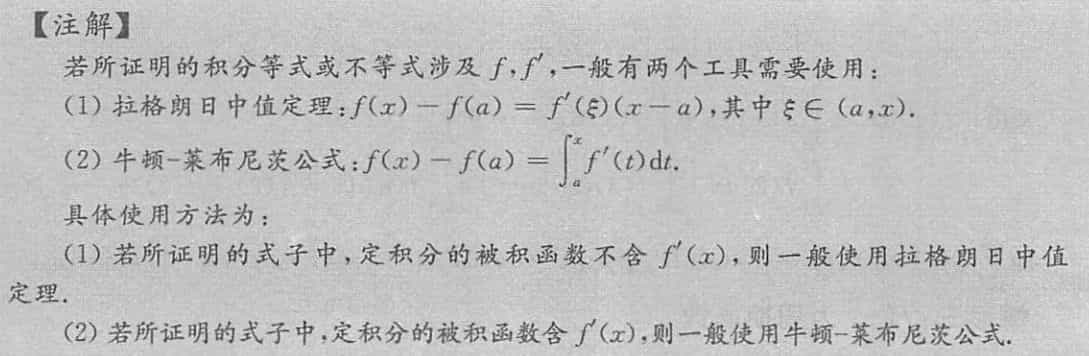 【注解】
若所证明的积分等式或不等式涉及 f,f′,一般有两个工具需要使用:
(1) 拉格朗日中值定理:f(x)－f(a) ＝ f′(ξ)(x－a),其中 ξ∈(a,x).
(2) 牛顿-莱布尼茨公式:f(x)－f(a) ＝ ∫ₐˣ f′(t)dt.
具体使用方法为:
(1) 若所证明的式子中,定积分的被积函数不含 f′(x),则一般使用拉格朗日中值
定理.
(2) 若所证明的式子中,定积分的被积函数含 f′(x),则一般使用牛顿-莱布尼茨公式.